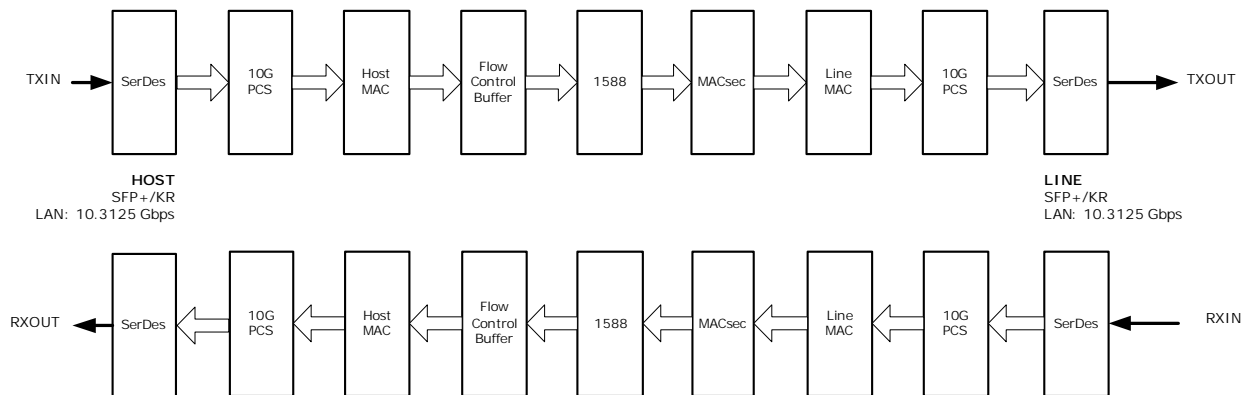 TXIN
SerDes
10G
PCS
Host
MAC
Flow
Control
Buffer
1588
MACsec
Line
MAC
10G
PCS
SerDes
TXOUT
HOST
SFP+/KR
LAN: 10.3125 Gbps
LINE
SFP+/KR
LAN: 10.3125 Gbps
RXOUT
SerDes
10G
PCS
Host
MAC
Flow
Control
Buffer
1588
MACsec
Line
MAC
10G
PCS
SerDes
RXIN